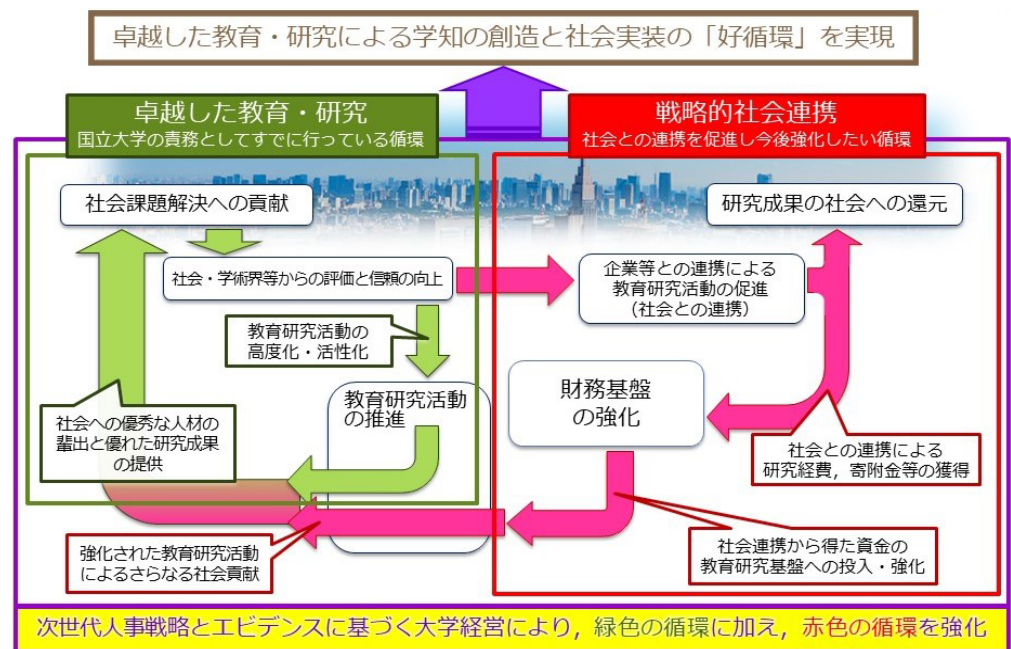 卓越した教育・研究による学知の創造と社会実装の「好循環」を実現
卓越した教育・研究
国立大学の責務としてすでに行っている循環
戦略的社会連携
社会との連携を促進し今後強化したい循環
社会課題解決への貢献
研究成果の社会への還元
社会・学術界等からの評価と信頼の向上
企業等との連携による
教育研究活動の促進
(社会との連携)
教育研究活動の
高度化・活性化
教育研究活動
の推進
財務基盤
の強化
社会への優秀な人材の
輩出と優れた研究成果
の提供
社会との連携による
研究経費，寄附金等の獲得
強化された教育研究活動
によるさらなる社会貢献
社会連携から得た資金の
教育研究基盤への投入・強化
次世代人事戦略とエビデンスに基づく大学経営により，緑色の循環に加え，赤色の循環を強化